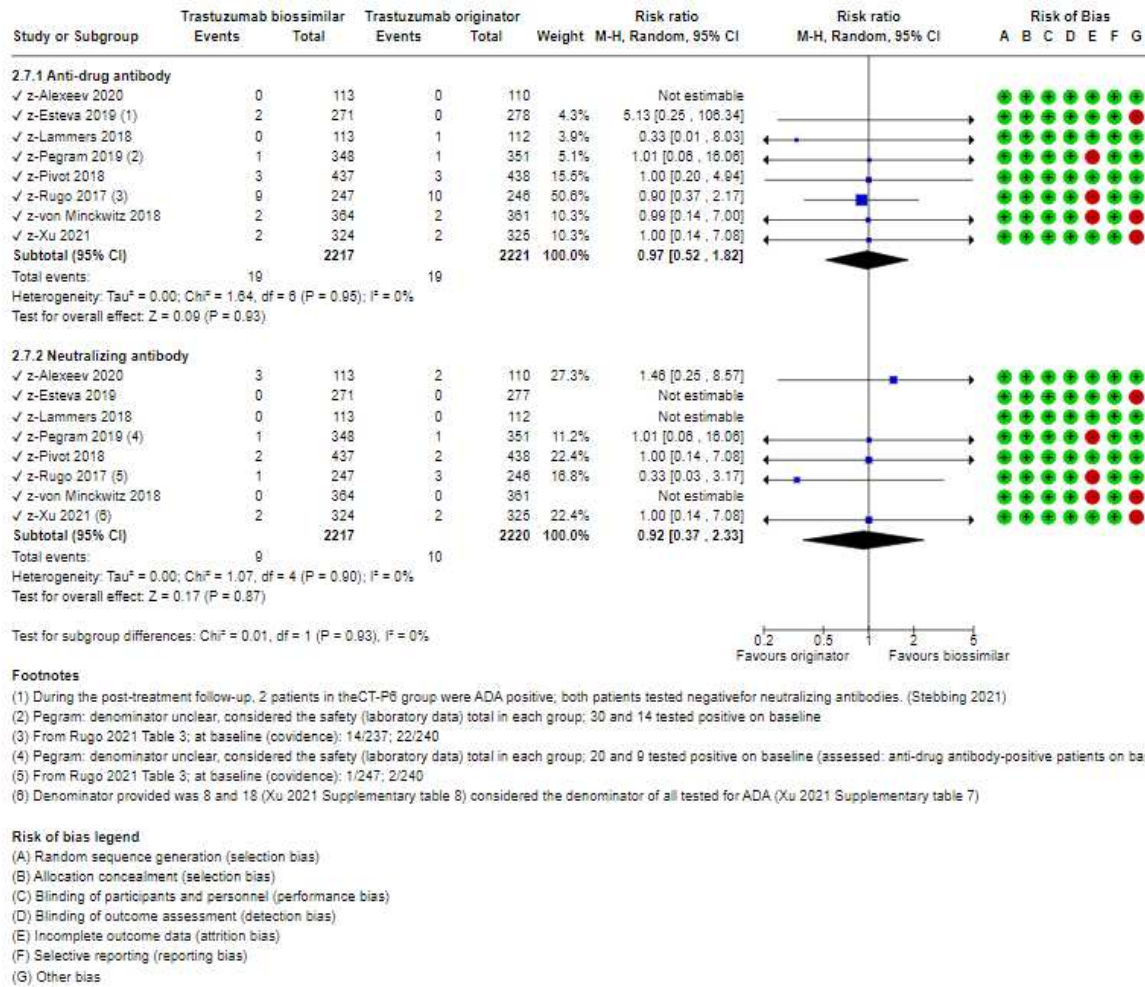 Trastuzumab biossimilar Trastuzumab originator Risk ratio Risk ratio Risk of Bias
Study or Subgroup Events Total Events Total Weight M-H, Random, 95% CI M-H, Random, 95% CI A B C D E F G
2.7.1 Anti-drug antibody
✓ z-Alexeev 2020 0 113 0 110 Not estimable
✓ z-Esteva 2019 (1) 2 271 0 278 4.3% 5.13 [0.25 , 106.34]
✓ z-Lammers 2018 0 113 1 112 3.9% 0.33 [0.01 , 8.03]
✓ z-Pegram 2019 (2) 1 348 1 351 5.1% 1.01 [0.06 , 16.06]
✓ z-Pivot 2018 3 437 3 438 15.6% 1.00 [0.20 , 4.94]
✓ z-Rugo 2017 (3) 9 247 10 246 50.6% 0.90 [0.37 , 2.17]
✓ z-von Minckwitz 2018 2 364 2 361 10.3% 0.99 [0.14 , 7.00]
✓ z-Xu 2021 2 324 2 325 10.3% 1.00 [0.14 , 7.08]
Subtotal (95% CI) 2217 2221 100.0% 0.97 [0.52 , 1.82]
Total events: 19 19
Heterogeneity: Tau² = 0.00; Chi² = 1.64, df = 6 (P = 0.95); I² = 0%
Test for overall effect: Z = 0.09 (P = 0.93)
2.7.2 Neutralizing antibody
✓ z-Alexeev 2020 3 113 2 110 27.3% 1.46 [0.25 , 8.57]
✓ z-Esteva 2019 0 271 0 277 Not estimable
✓ z-Lammers 2018 0 113 0 112 Not estimable
✓ z-Pegram 2019 (4) 1 348 1 351 11.2% 1.01 [0.06 , 16.06]
✓ z-Pivot 2018 2 437 2 438 22.4% 1.00 [0.14 , 7.08]
✓ z-Rugo 2017 (5) 1 247 3 246 16.8% 0.33 [0.03 , 3.17]
✓ z-von Minckwitz 2018 0 364 0 361 Not estimable
✓ z-Xu 2021 (6) 2 324 2 325 22.4% 1.00 [0.14 , 7.08]
Subtotal (95% CI) 2217 2220 100.0% 0.92 [0.37 , 2.33]
Total events: 9 10
Heterogeneity: Tau² = 0.00; Chi² = 1.07, df = 4 (P = 0.90); I² = 0%
Test for overall effect: Z = 0.17 (P = 0.87)
Test for subgroup differences: Chi² = 0.01, df = 1 (P = 0.93), I² = 0%
0.2 0.5 1 2 5
Favours originator Favours biossimilar
Footnotes
(1) During the post-treatment follow-up, 2 patients in theCT-P6 group were ADA positive; both patients tested negativefor neutralizing antibodies. (Stebbing 2021)
(2) Pegram: denominator unclear, considered the safety (laboratory data) total in each group; 30 and 14 tested positive on baseline
(3) From Rugo 2021 Table 3; at baseline (covidence): 14/237; 22/240
(4) Pegram: denominator unclear, considered the safety (laboratory data) total in each group; 20 and 9 tested positive on baseline (assessed: anti-drug antibody-positive patients on ba
(5) From Rugo 2021 Table 3; at baseline (covidence): 1/247; 2/240
(6) Denominator provided was 8 and 18 (Xu 2021 Supplementary table 8) considered the denominator of all tested for ADA (Xu 2021 Supplementary table 7)
Risk of bias legend
(A) Random sequence generation (selection bias)
(B) Allocation concealment (selection bias)
(C) Blinding of participants and personnel (performance bias)
(D) Blinding of outcome assessment (detection bias)
(E) Incomplete outcome data (attrition bias)
(F) Selective reporting (reporting bias)
(G) Other bias